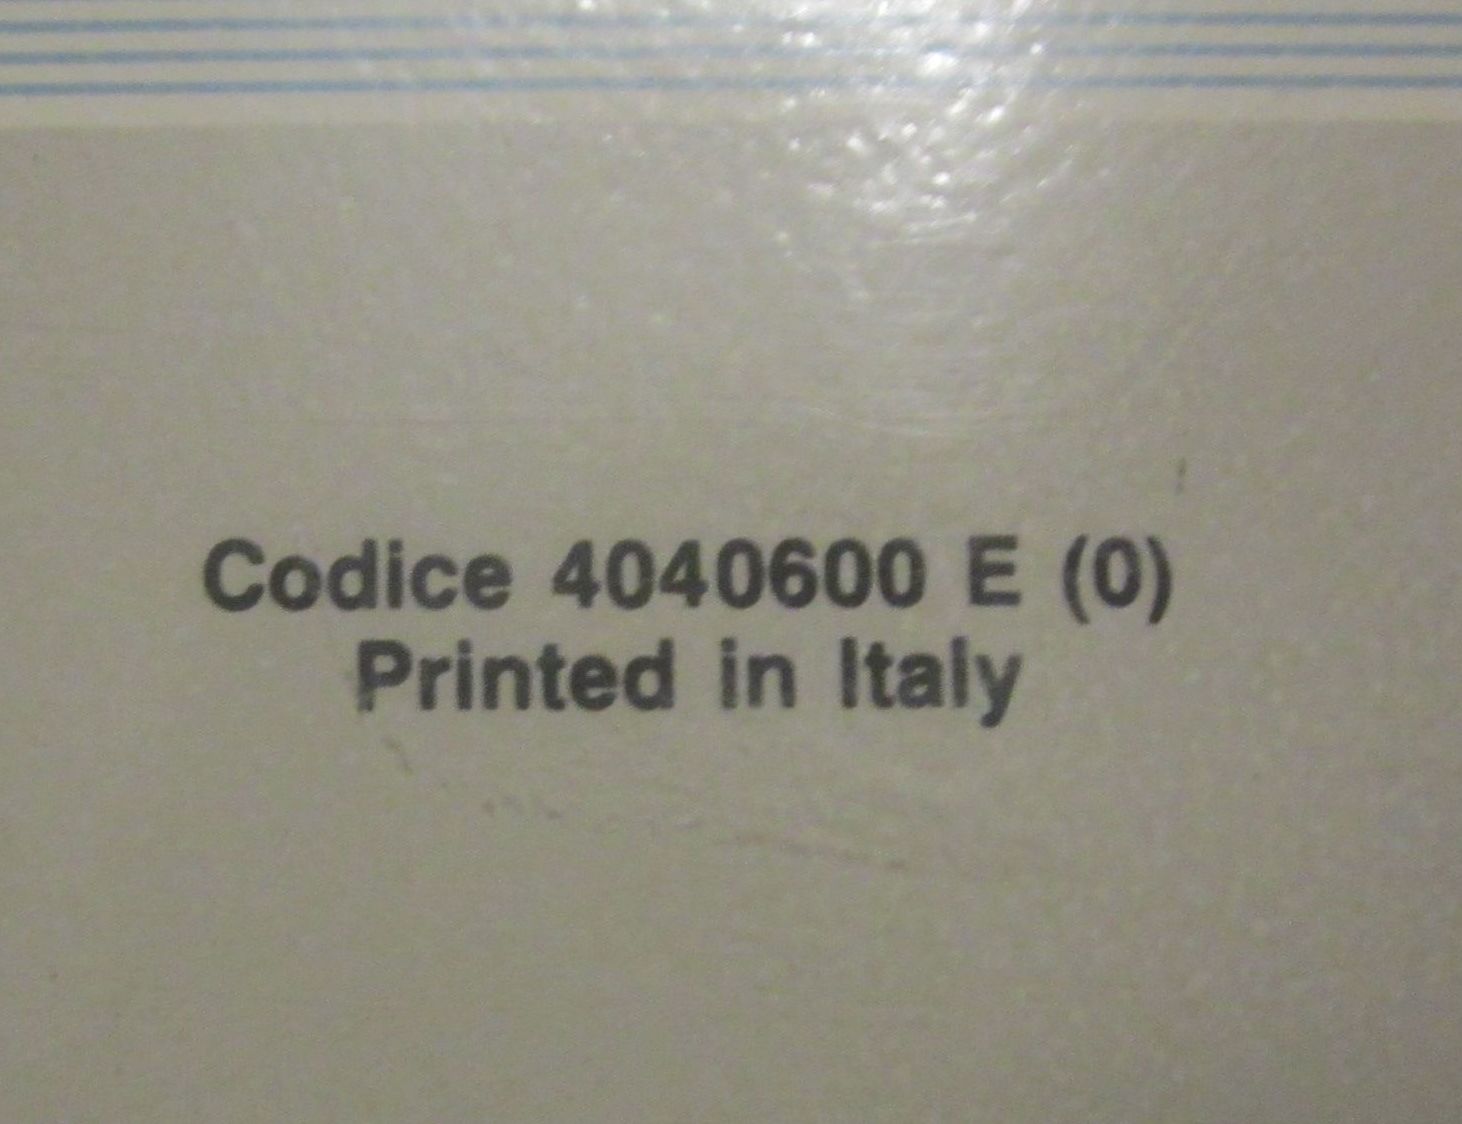 Codice 4040600 E (0)
Printed in Italy